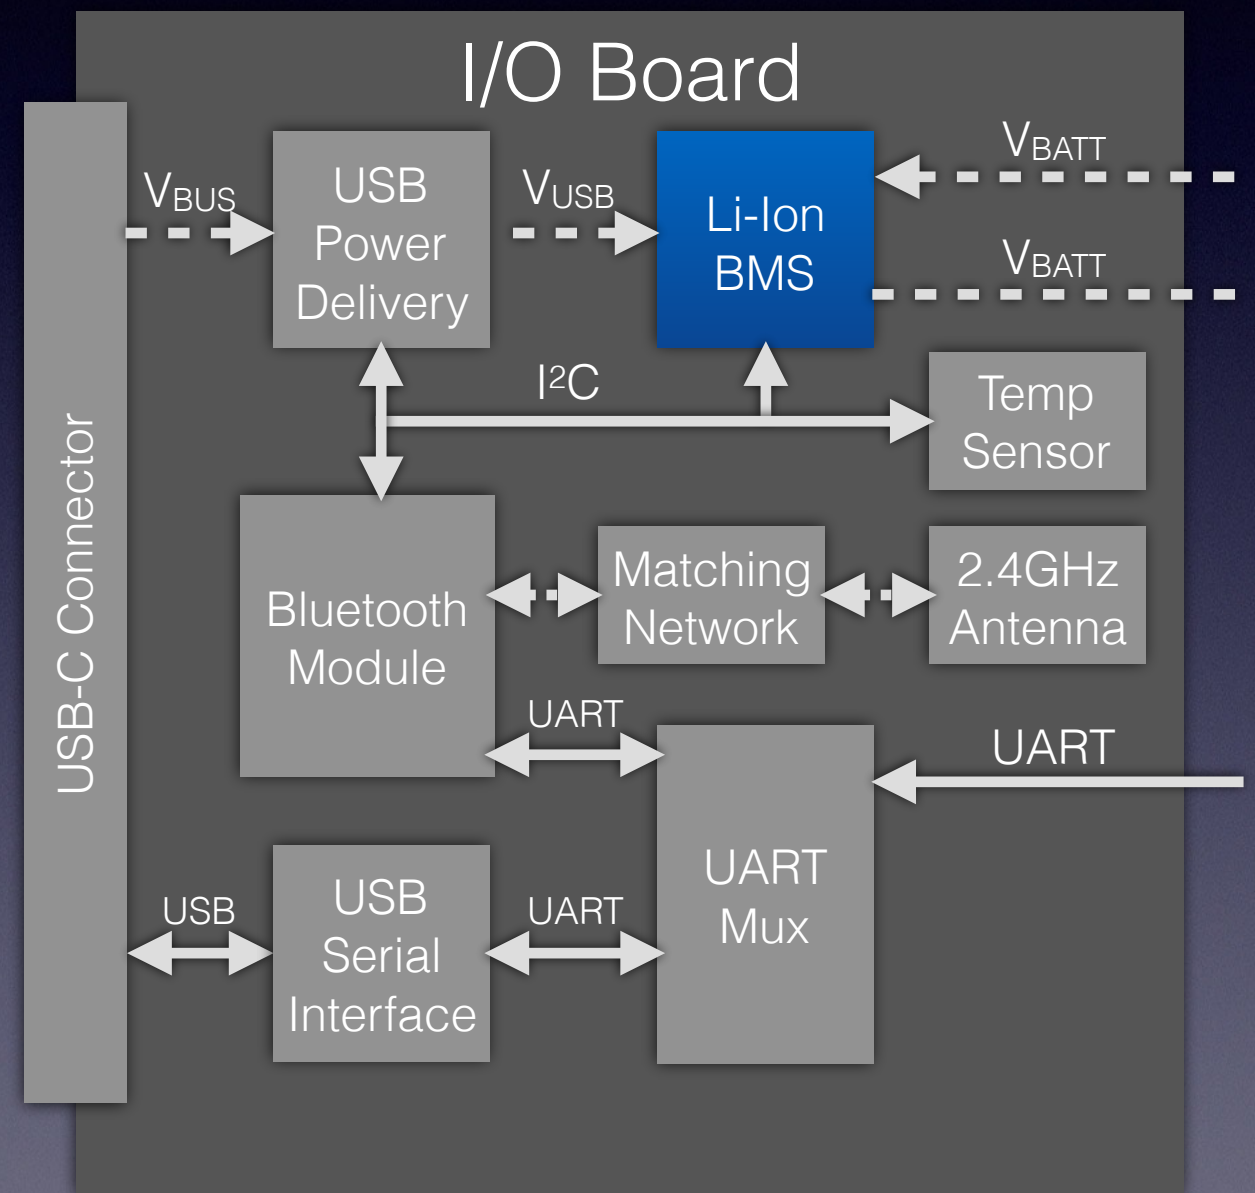 I/O Board
VBUS
USB
Power
Delivery
VUSB
Li-Ion
BMS
VBATT
VBATT
I²C
Temp
Sensor
USB-C Connector
Bluetooth
Module
Matching
Network
2.4GHz
Antenna
UART
UART
UART
Mux
USB
USB
Serial
Interface
UART